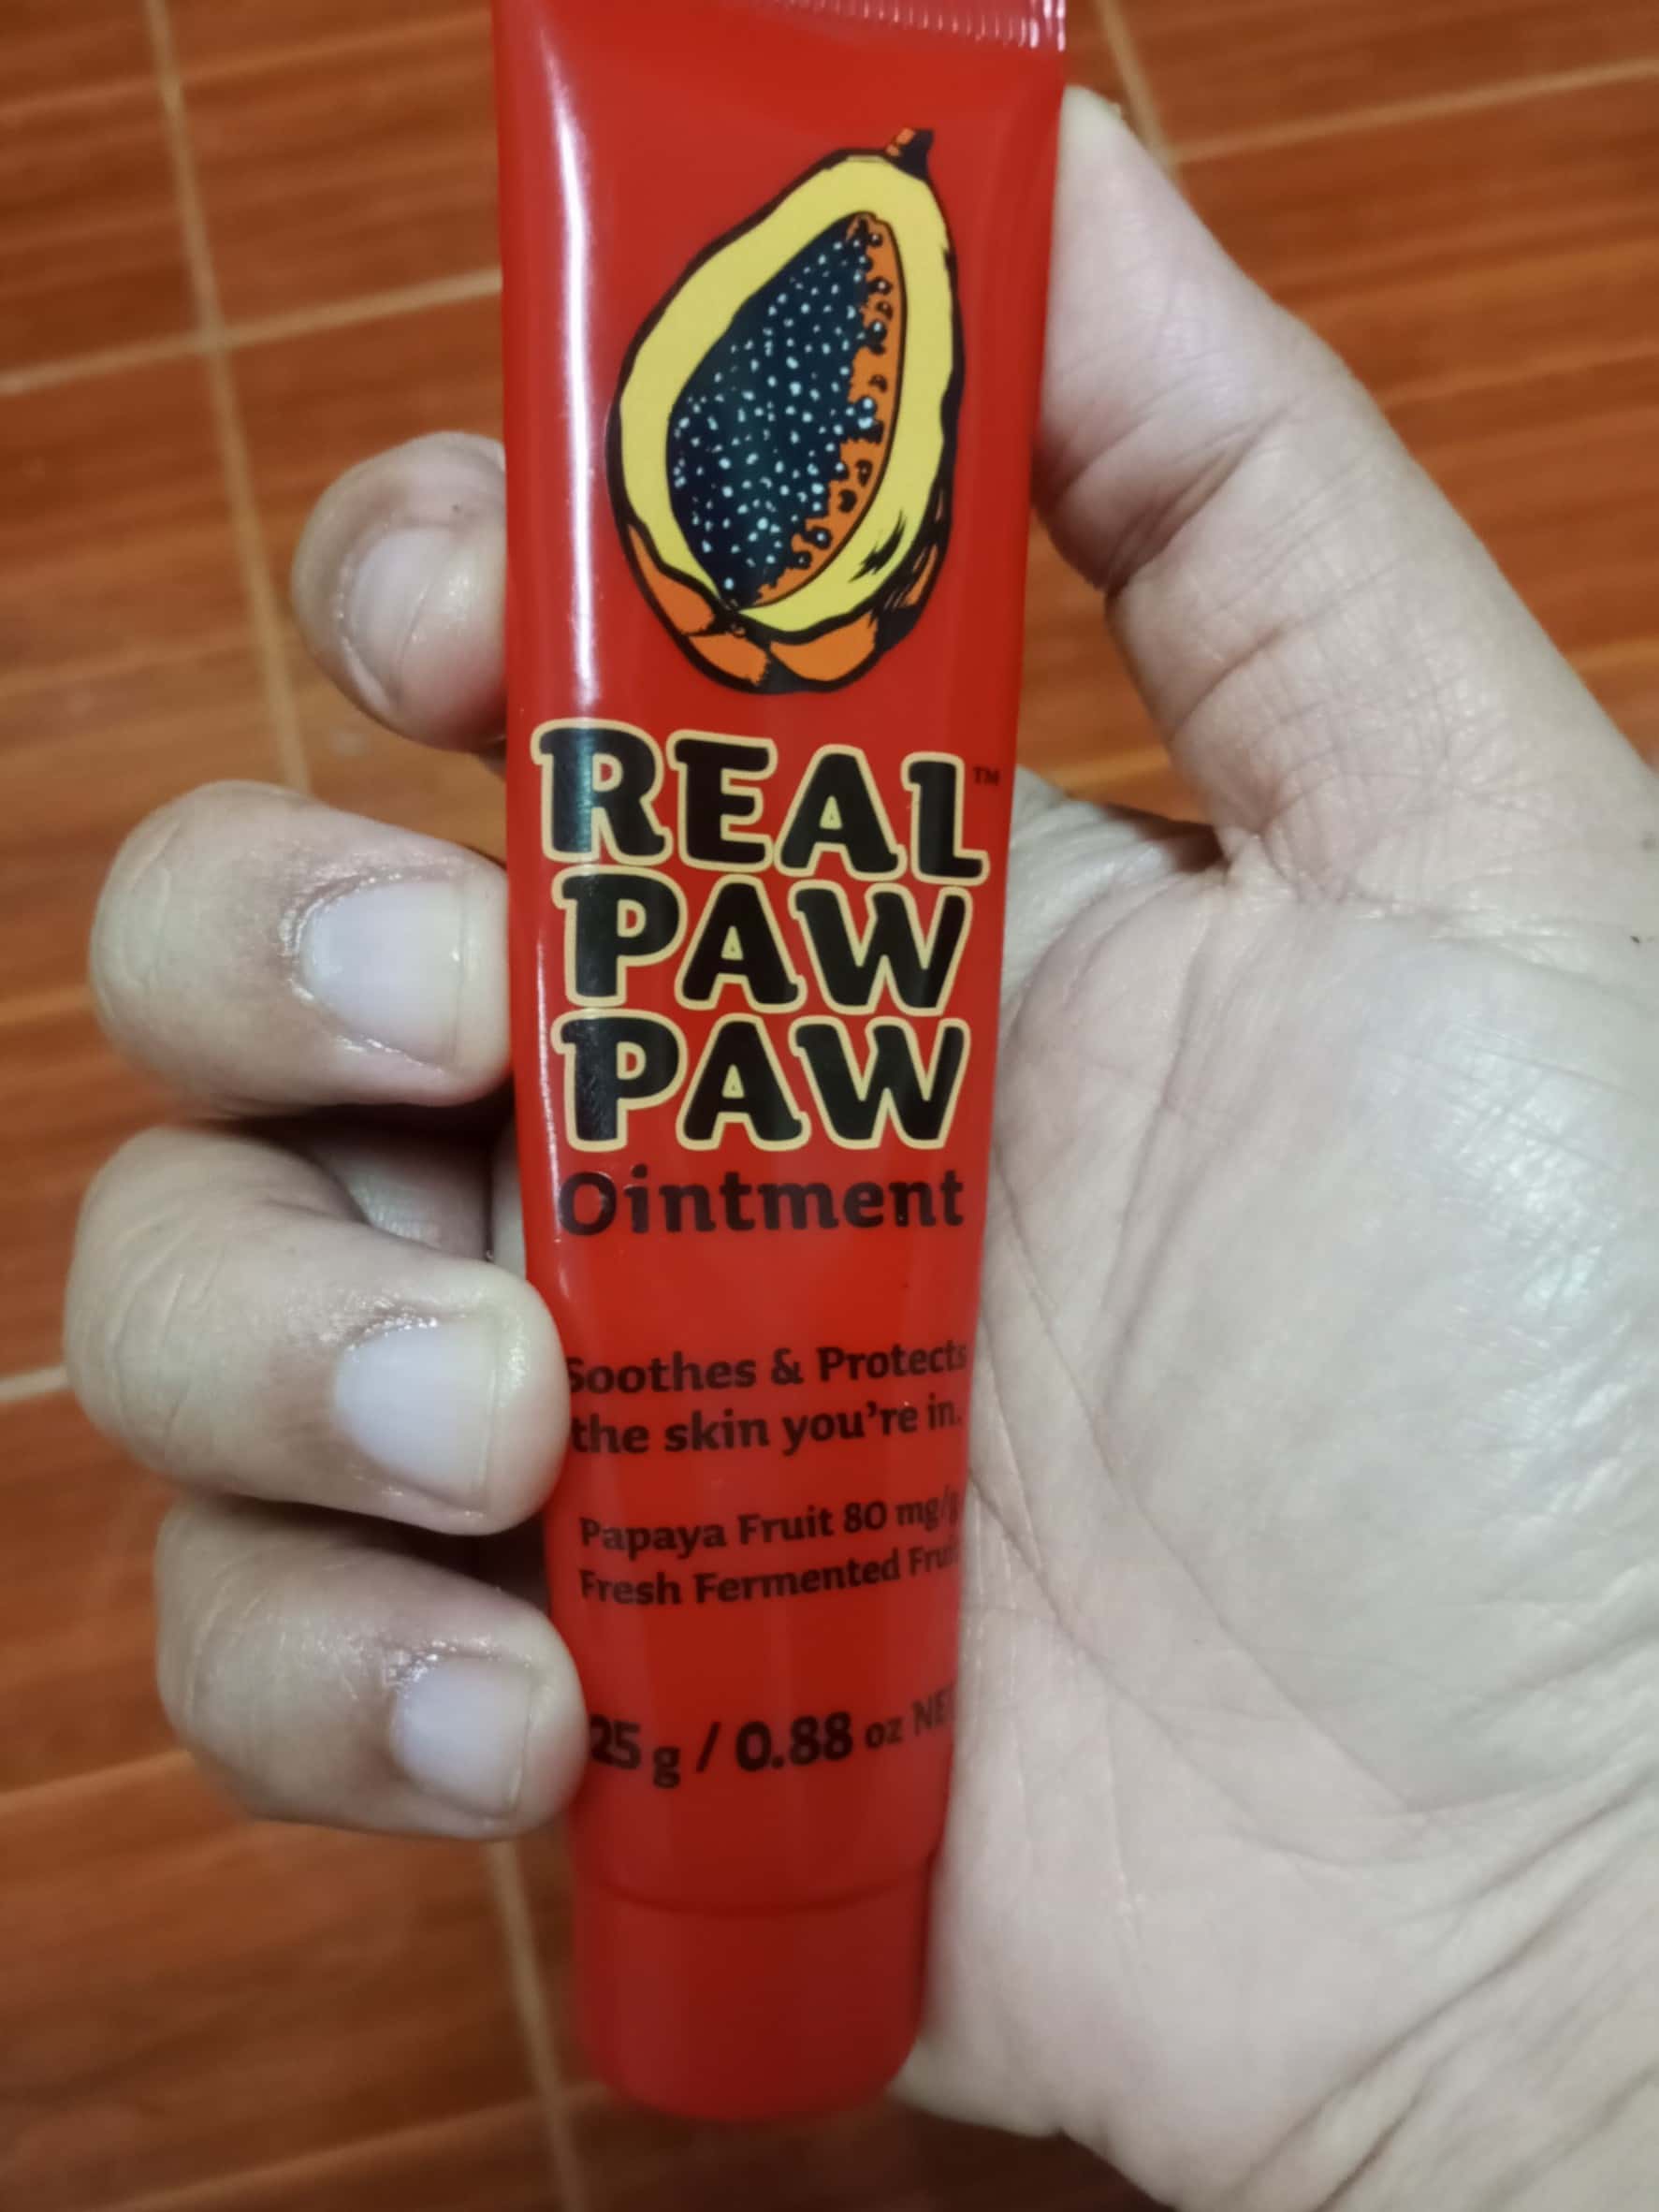 REAL™
PAW
PAW
Ointment
Soothes & Protects
the skin you're in.
Papaya Fruit 80 mg/g
Fresh Fermented
25 g / 0.88 oz